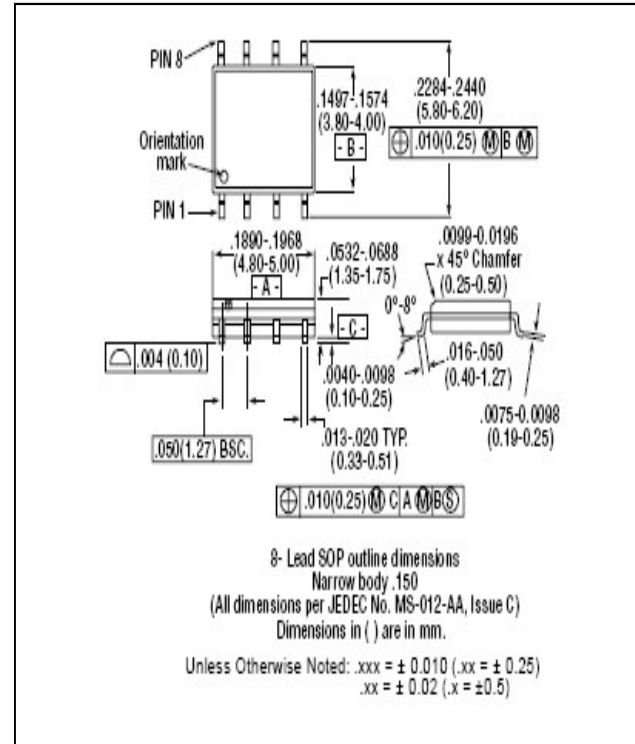 PIN 8
.1497-.1574
(3.80-4.00)
- B -
.2284-.2440
(5.80-6.20)
⌖ .010(0.25) Ⓜ B Ⓜ
Orientation
mark
PIN 1
.1890-.1968
(4.80-5.00)
- A -
.0532-.0688
(1.35-1.75)
.0099-0.0196
x 45° Chamfer
(0.25-0.50)
0°-8°
- C -
⌓ .004 (0.10)
.0040-.0098
(0.10-0.25)
.016-.050
(0.40-1.27)
.0075-0.0098
(0.19-0.25)
.050(1.27) BSC.
.013-.020 TYP.
(0.33-0.51)
⌖ .010(0.25) Ⓜ C A Ⓜ B Ⓢ
8- Lead SOP outline dimensions
Narrow body .150
(All dimensions per JEDEC No. MS-012-AA, Issue C)
Dimensions in ( ) are in mm.
Unless Otherwise Noted: .xxx = ± 0.010 (.xx = ± 0.25)
.xx = ± 0.02 (.x = ±0.5)